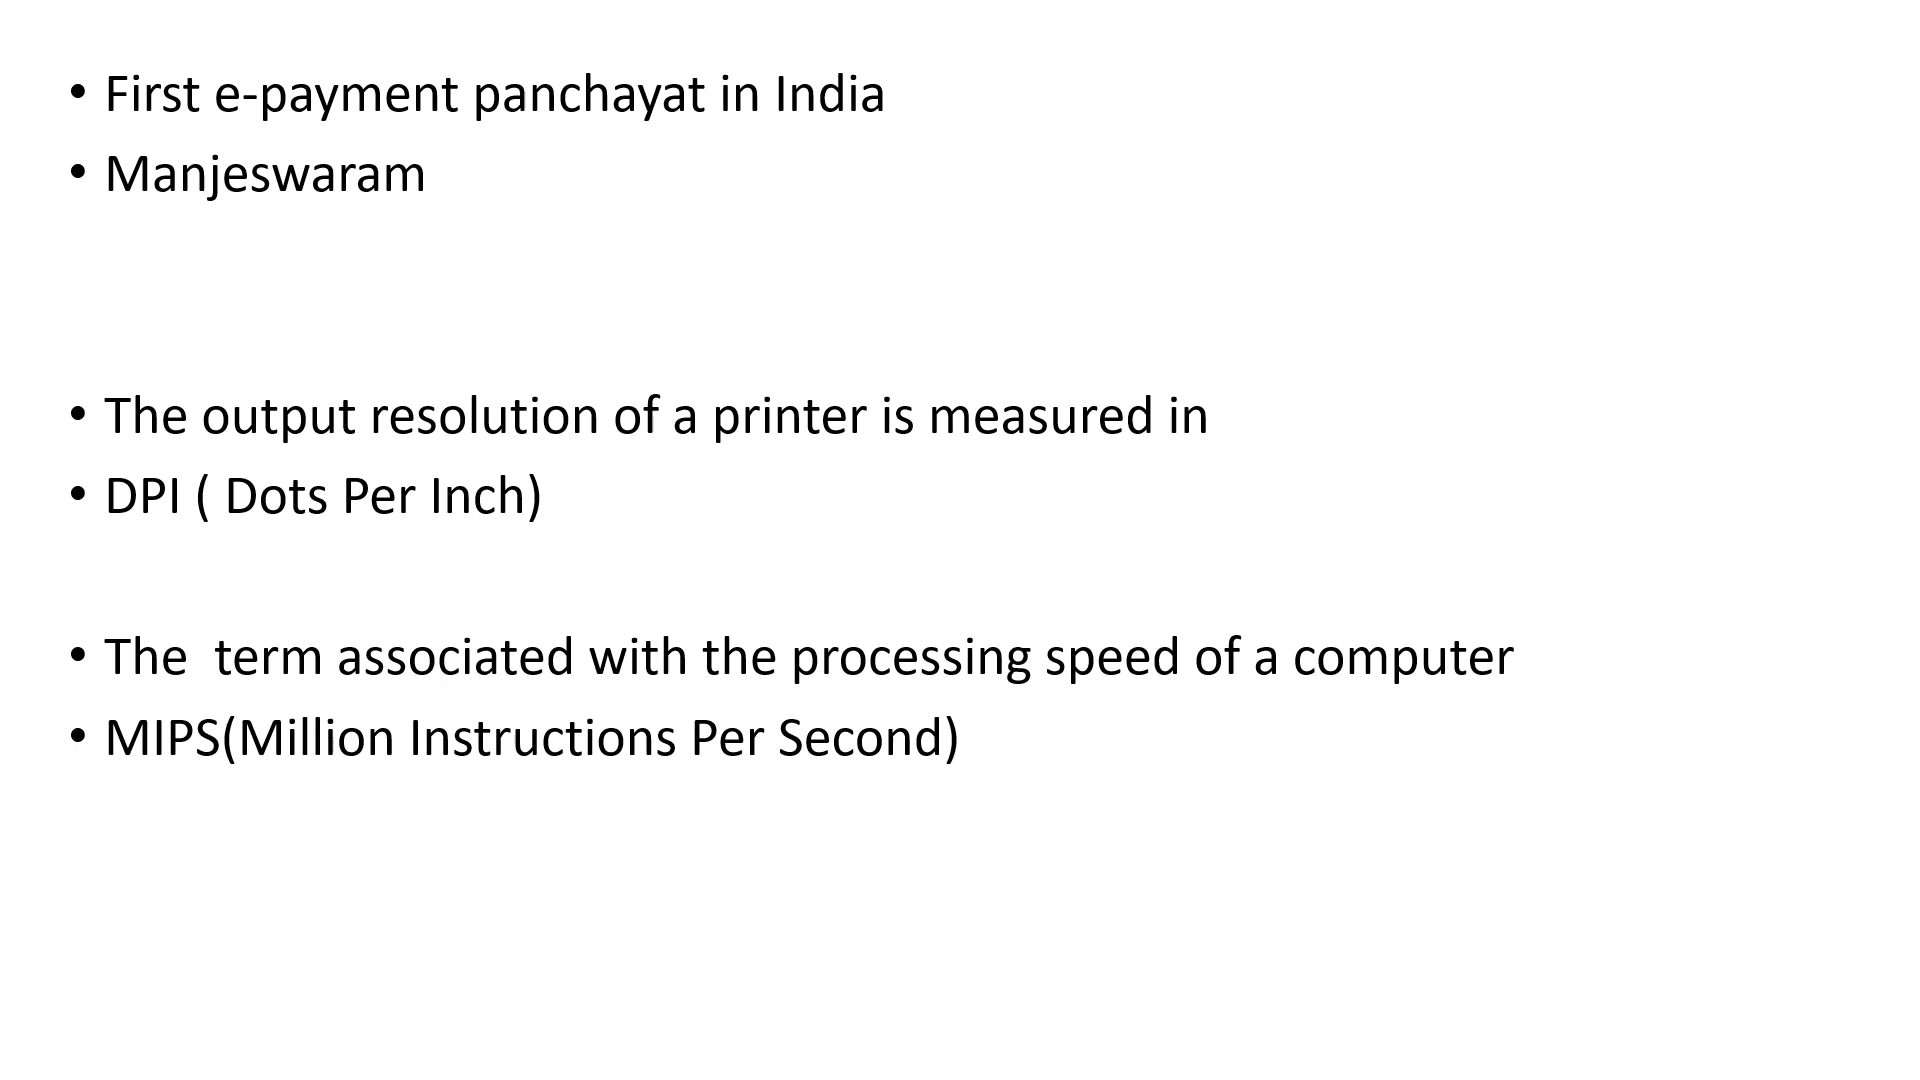 • First e-payment panchayat in India
• Manjeswaram
• The output resolution of a printer is measured in
• DPI ( Dots Per Inch)
• The  term associated with the processing speed of a computer
• MIPS(Million Instructions Per Second)